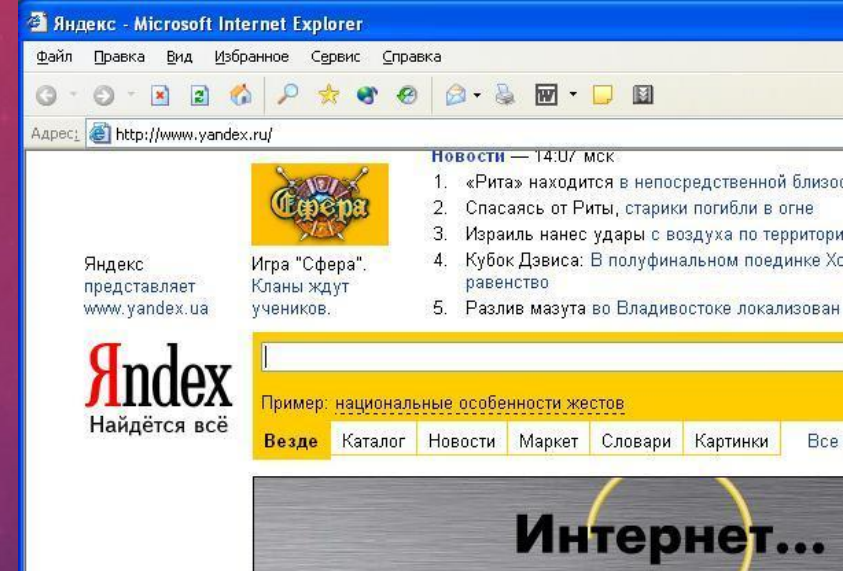 Яндекс - Microsoft Internet Explorer
Файл Правка Вид Избранное Сервис Справка
Адрес: http://www.yandex.ru/
Новости — 14:07 мск
1. «Рита» находится в непосредственной близос
2. Спасаясь от Риты, старики погибли в огне
3. Израиль нанес удары с воздуха по территори
4. Кубок Дэвиса: В полуфинальном поединке Хо
равенство
5. Разлив мазута во Владивостоке локализован
Сфера
Яндекс
представляет
www.yandex.ua
Игра "Сфера".
Кланы ждут
учеников.
Яndex
Найдётся всё
Пример: национальные особенности жестов
Везде Каталог Новости Маркет Словари Картинки Все
Интернет...